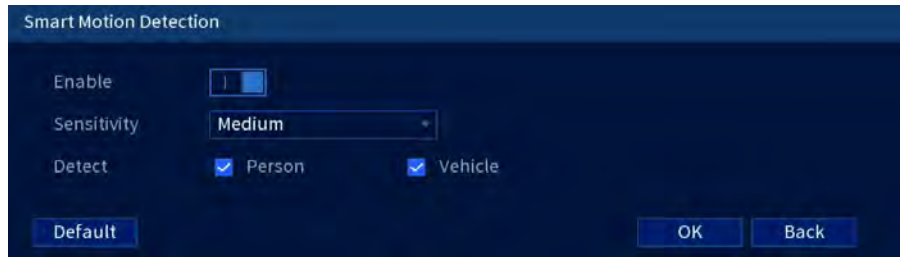 Smart Motion Detection
Enable
Sensitivity Medium
Detect Person Vehicle
Default OK Back